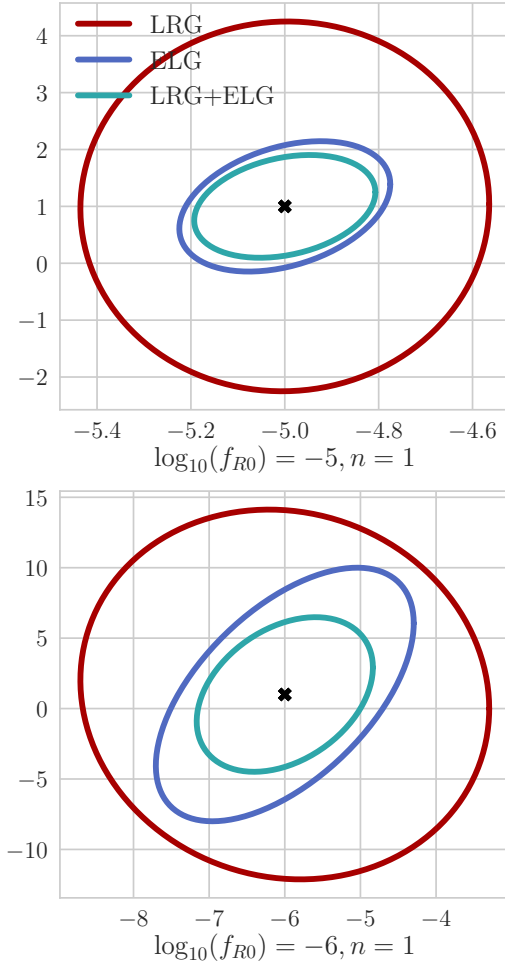 4
LRG
3
ELG
LRG+ELG
2
1
0
−1
−2
−5.4 −5.2 −5.0 −4.8 −4.6
log₁₀(f_R0) = −5, n = 1
15
10
5
0
−5
−10
−8 −7 −6 −5 −4
log₁₀(f_R0) = −6, n = 1